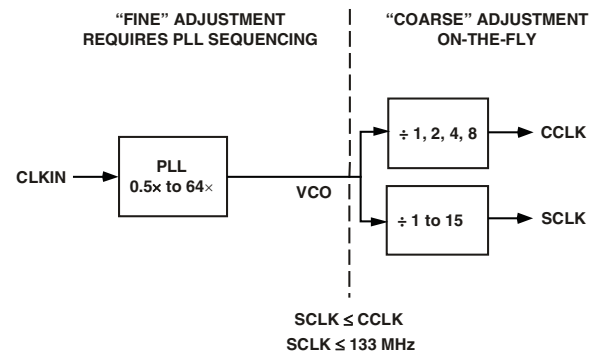 “FINE” ADJUSTMENT
REQUIRES PLL SEQUENCING
“COARSE” ADJUSTMENT
ON-THE-FLY
CLKIN
PLL
0.5× to 64×
VCO
÷ 1, 2, 4, 8
CCLK
÷ 1 to 15
SCLK
SCLK ≤ CCLK
SCLK ≤ 133 MHz